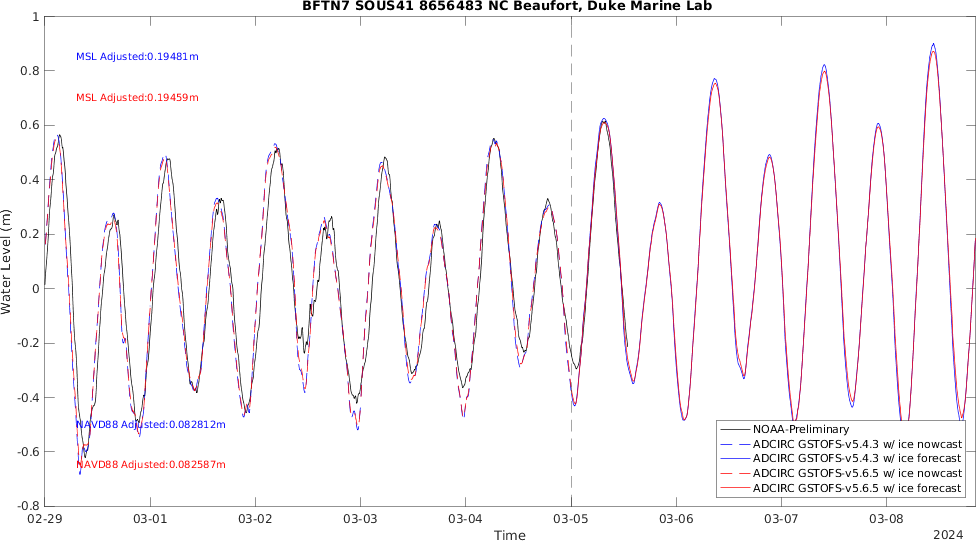 BFTN7 SOUS41 8656483 NC Beaufort, Duke Marine Lab
1
0.8
0.6
0.4
0.2
0
-0.2
-0.4
-0.6
-0.8
Water Level (m)
MSL Adjusted:0.19481m
MSL Adjusted:0.19459m
NAVD88 Adjusted:0.082812m
NAVD88 Adjusted:0.082587m
NOAA-Preliminary
ADCIRC GSTOFS-v5.4.3 w/ ice nowcast
ADCIRC GSTOFS-v5.4.3 w/ ice forecast
ADCIRC GSTOFS-v5.6.5 w/ ice nowcast
ADCIRC GSTOFS-v5.6.5 w/ ice forecast
02-29 03-01 03-02 03-03 03-04 03-05 03-06 03-07 03-08
Time
2024